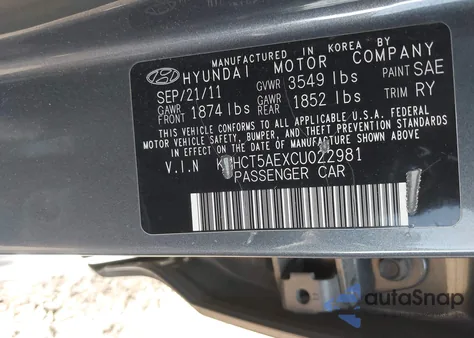 MANUFACTURED IN KOREA BY
HYUNDAI MOTOR COMPANY
SEP/21/11 GVWR 3549 lbs PAINT SAE
GAWR FRONT 1874 lbs GAWR REAR 1852 lbs TRIM RY
THIS VEHICLE CONFORMS TO ALL APPLICABLE U.S.A. FEDERAL
MOTOR VEHICLE SAFETY, BUMPER, AND THEFT PREVENTION
STANDARDS IN EFFECT ON THE DATE OF MANUFACTURE SHOWN ABOVE.
V.I.N KMHCT5AEXCU022981
PASSENGER CAR
autoSnap